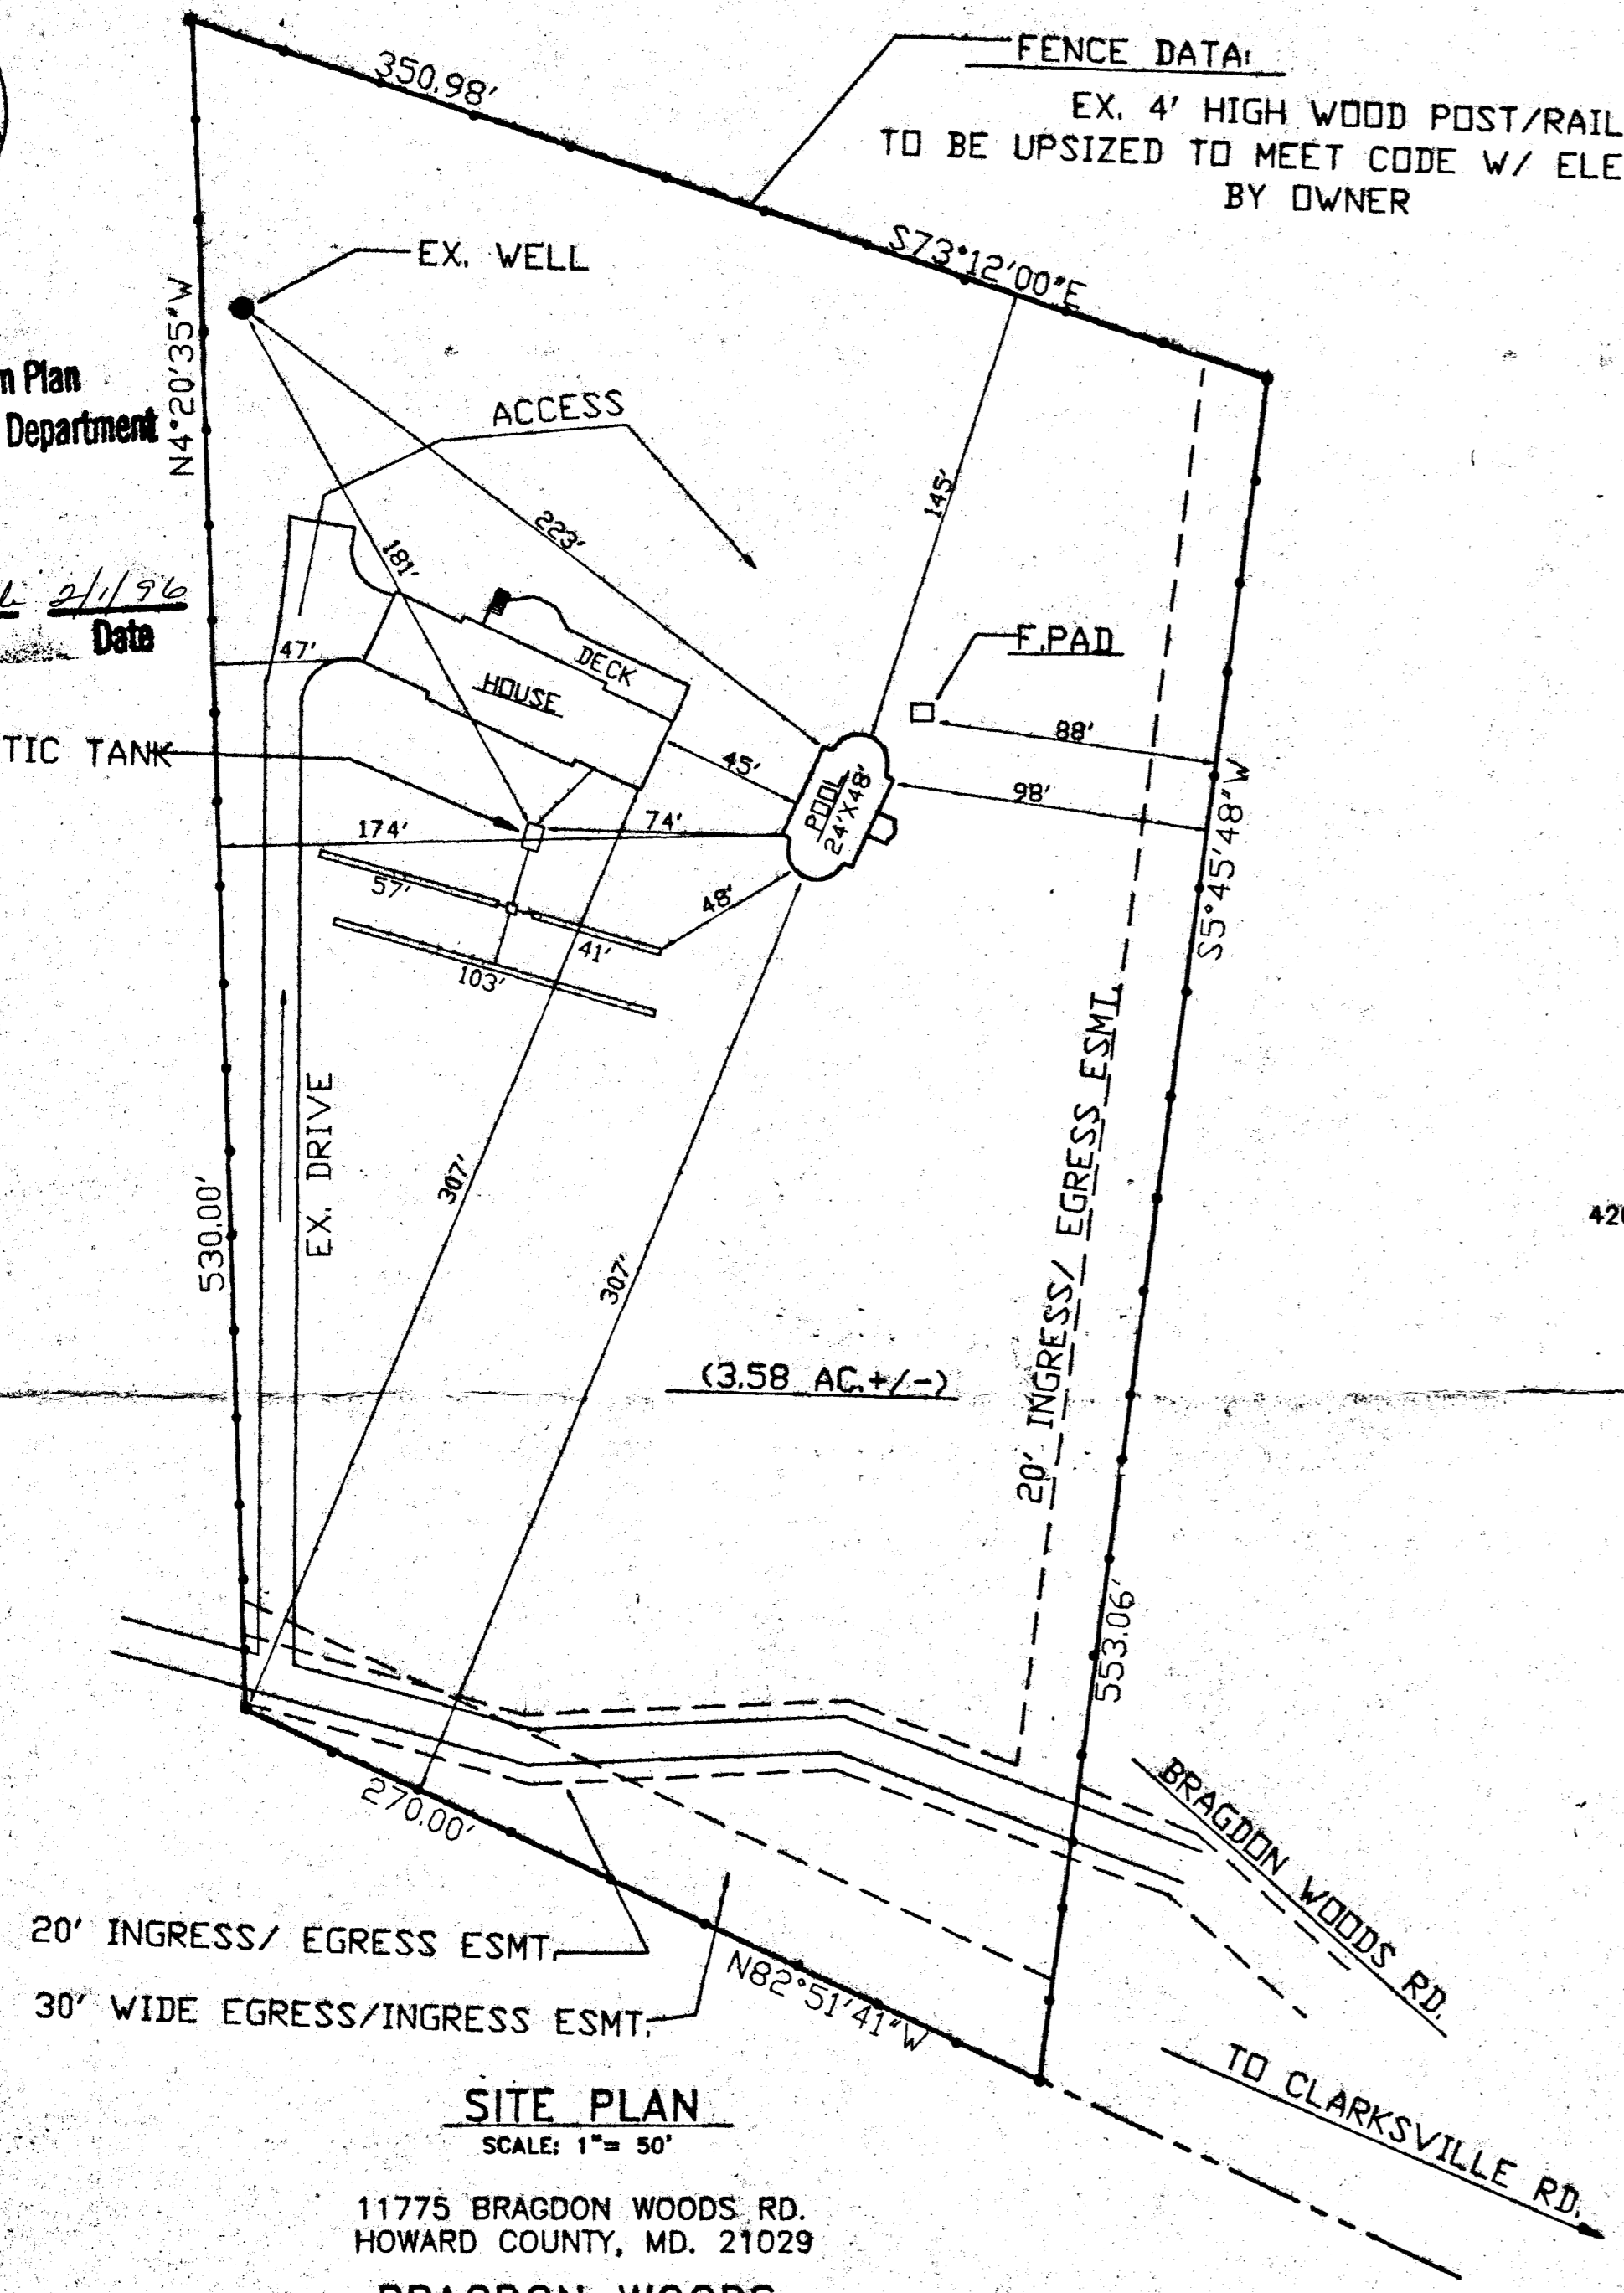 350.98'
FENCE DATA:
EX. 4' HIGH WOOD POST/RAIL
TO BE UPSIZED TO MEET CODE W/ ELE
BY OWNER
S73°12'00"E
EX. WELL
N4°20'35"W
n Plan
Department
ACCESS
145'
223'
181'
2/1/96
Date
47'
DECK
HOUSE
F.PAD
TIC TANK
88'
45'
POOL
24'X48'
98'
174'
74'
S5°45'48"W
57'
48'
41'
103'
EX. DRIVE
20' INGRESS/ EGRESS ESMT.
307'
307'
530.00'
420
(3.58 AC.+/-)
553.06'
270.00'
BRAGDON WOODS RD.
20' INGRESS/ EGRESS ESMT.
30' WIDE EGRESS/INGRESS ESMT.
N82°51'41"W
TO CLARKSVILLE RD.
SITE PLAN
SCALE: 1"= 50'
11775 BRAGDON WOODS RD.
HOWARD COUNTY, MD. 21029
BRAGDON WOODS